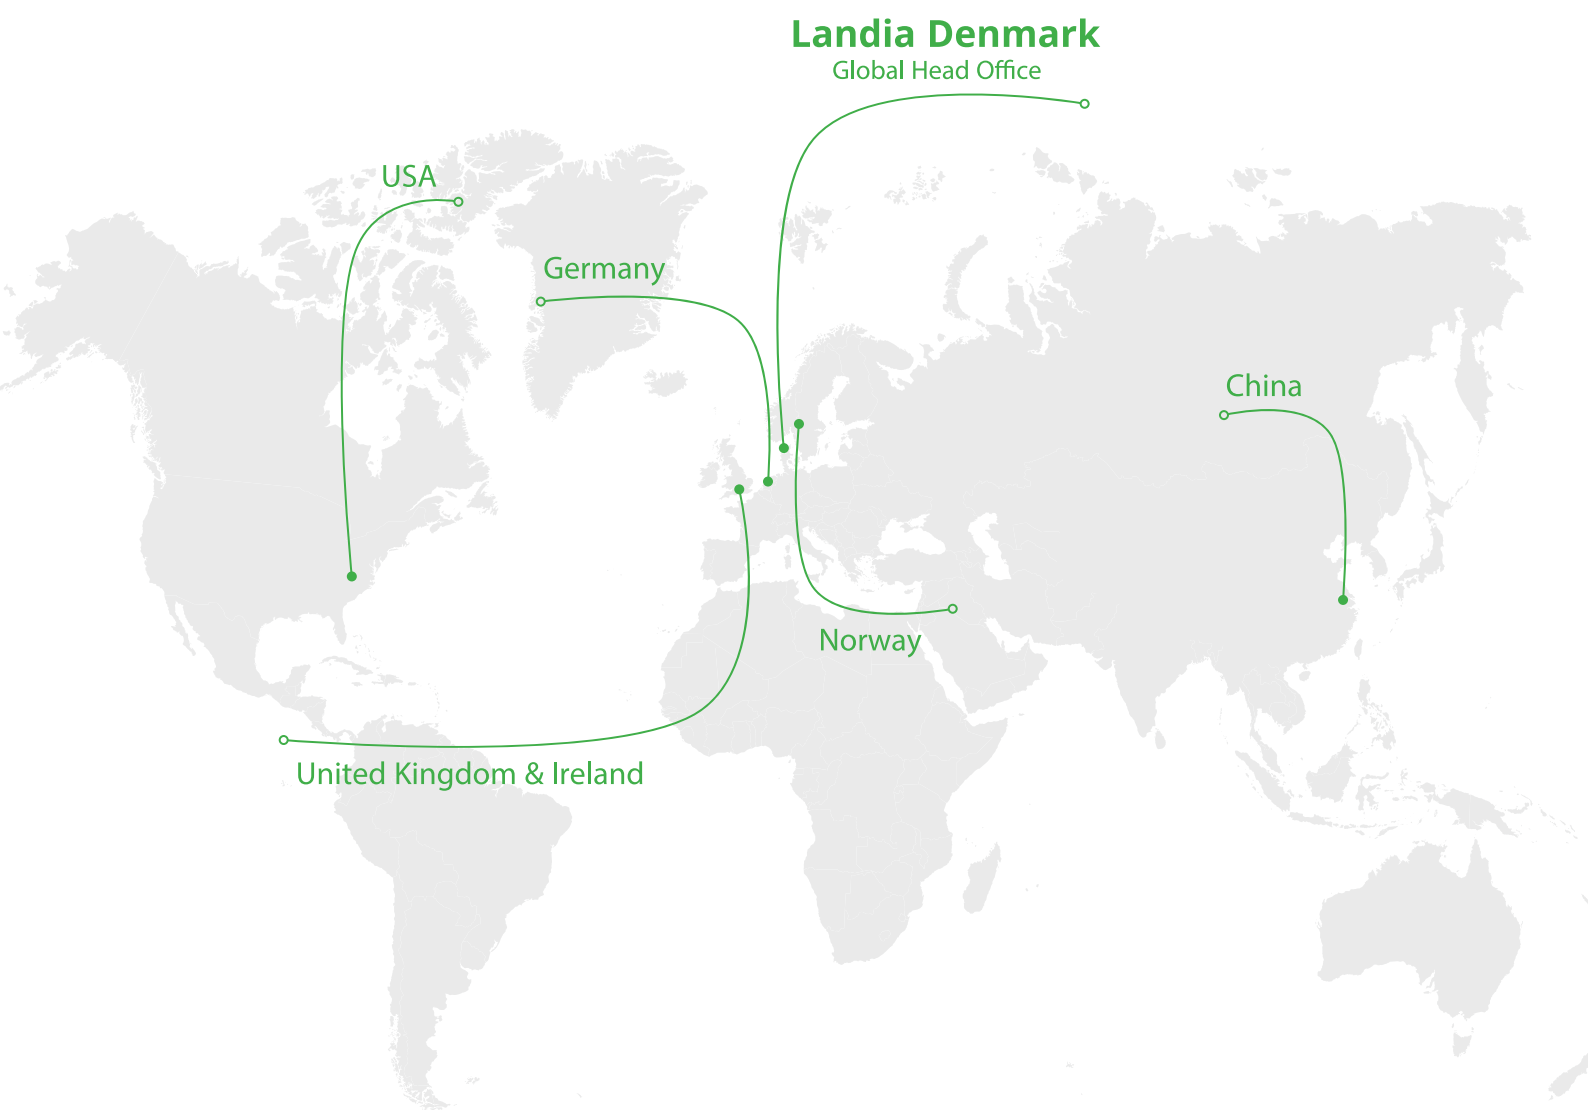 Landia Denmark
Global Head Office
USA
Germany
China
Norway
United Kingdom & Ireland